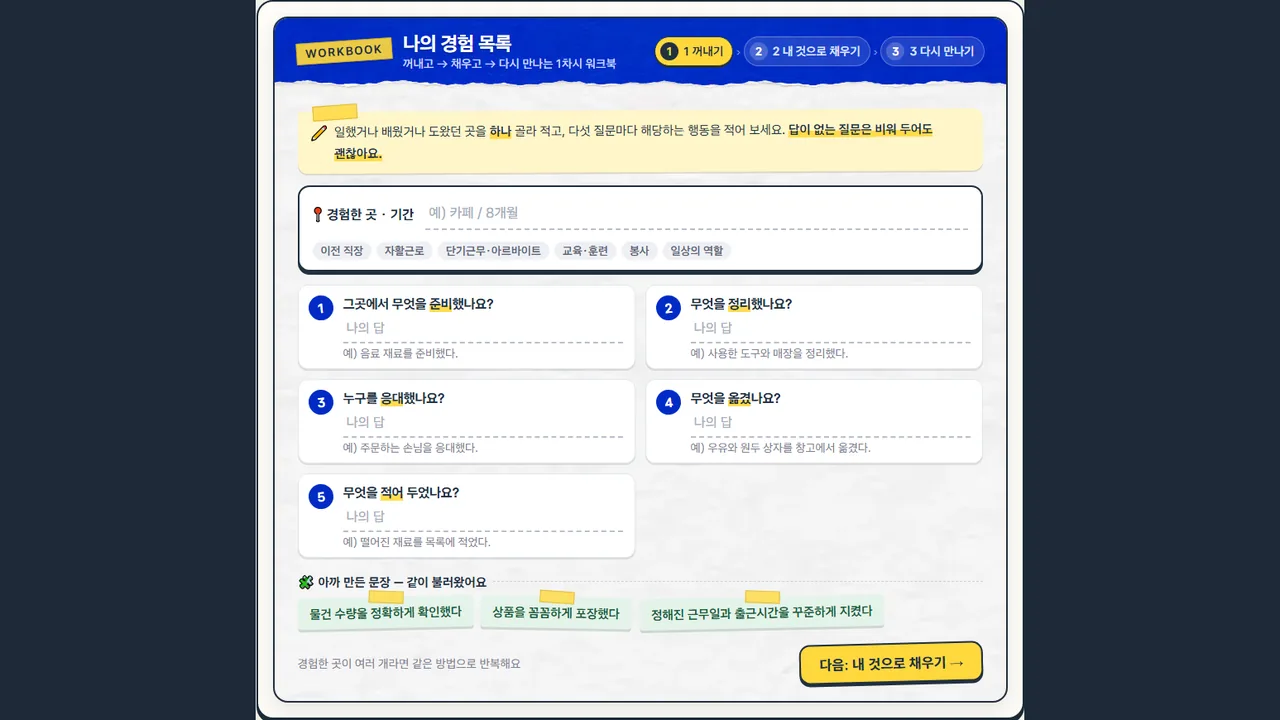 WORKBOOK
나의 경험 목록
꺼내고 → 채우고 → 다시 만나는 1차시 워크북
1 1 꺼내기 › 2 2 내 것으로 채우기 › 3 3 다시 만나기
일했거나 배웠거나 도왔던 곳을 하나 골라 적고, 다섯 질문마다 해당하는 행동을 적어 보세요. 답이 없는 질문은 비워 두어도
괜찮아요.
경험한 곳 · 기간 예) 카페 / 8개월
이전 직장 자활근로 단기근무·아르바이트 교육·훈련 봉사 일상의 역할
1 그곳에서 무엇을 준비했나요?
나의 답
예) 음료 재료를 준비했다.
2 무엇을 정리했나요?
나의 답
예) 사용한 도구와 매장을 정리했다.
3 누구를 응대했나요?
나의 답
예) 주문하는 손님을 응대했다.
4 무엇을 옮겼나요?
나의 답
예) 우유와 원두 상자를 창고에서 옮겼다.
5 무엇을 적어 두었나요?
나의 답
예) 떨어진 재료를 목록에 적었다.
아까 만든 문장 — 같이 불러왔어요
물건 수량을 정확하게 확인했다 상품을 꼼꼼하게 포장했다 정해진 근무일과 출근시간을 꾸준하게 지켰다
경험한 곳이 여러 개라면 같은 방법으로 반복해요
다음: 내 것으로 채우기 →